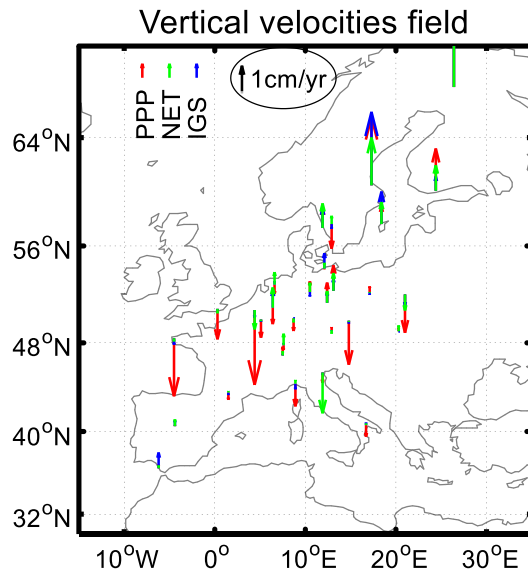 Vertical velocities field
PPP
NET
IGS
1cm/yr
64°N
56°N
48°N
40°N
32°N
10°W 0° 10°E 20°E 30°E